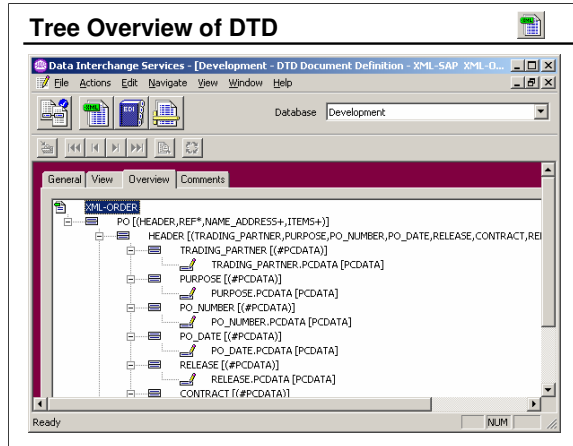 Tree Overview of DTD
Data Interchange Services - [Development - DTD Document Definition - XML-SAP XML-O...
File Actions Edit Navigate View Window Help
EDI
Database Development
General View Overview Comments
XML-ORDER
PO [(HEADER,REF*,NAME_ADDRESS+,ITEMS+)]
HEADER [(TRADING_PARTNER,PURPOSE,PO_NUMBER,PO_DATE,RELEASE,CONTRACT,REI
TRADING_PARTNER [(#PCDATA)]
TRADING_PARTNER.PCDATA [PCDATA]
PURPOSE [(#PCDATA)]
PURPOSE.PCDATA [PCDATA]
PO_NUMBER [(#PCDATA)]
PO_NUMBER.PCDATA [PCDATA]
PO_DATE [(#PCDATA)]
PO_DATE.PCDATA [PCDATA]
RELEASE [(#PCDATA)]
RELEASE.PCDATA [PCDATA]
CONTRACT [(#PCDATA)]
Ready NUM